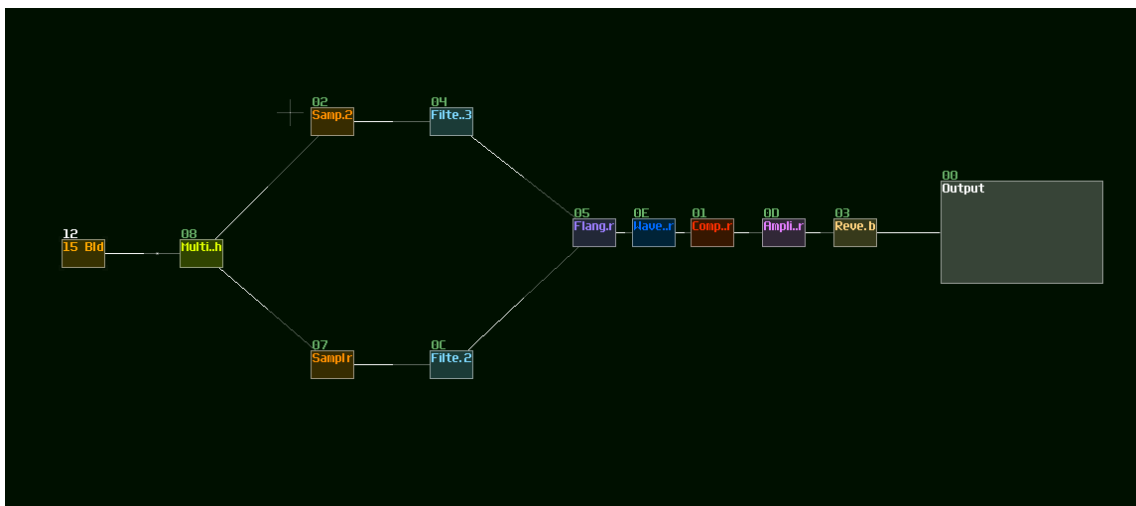 02
Samp.2
04
Filte..3
00
Output
05
Flang.r
0E
Wave..r
01
Comp..r
0D
Ampli..r
03
Reve.b
12
15 Bld
08
Multi..h
07
Samplr
0C
Filte.2